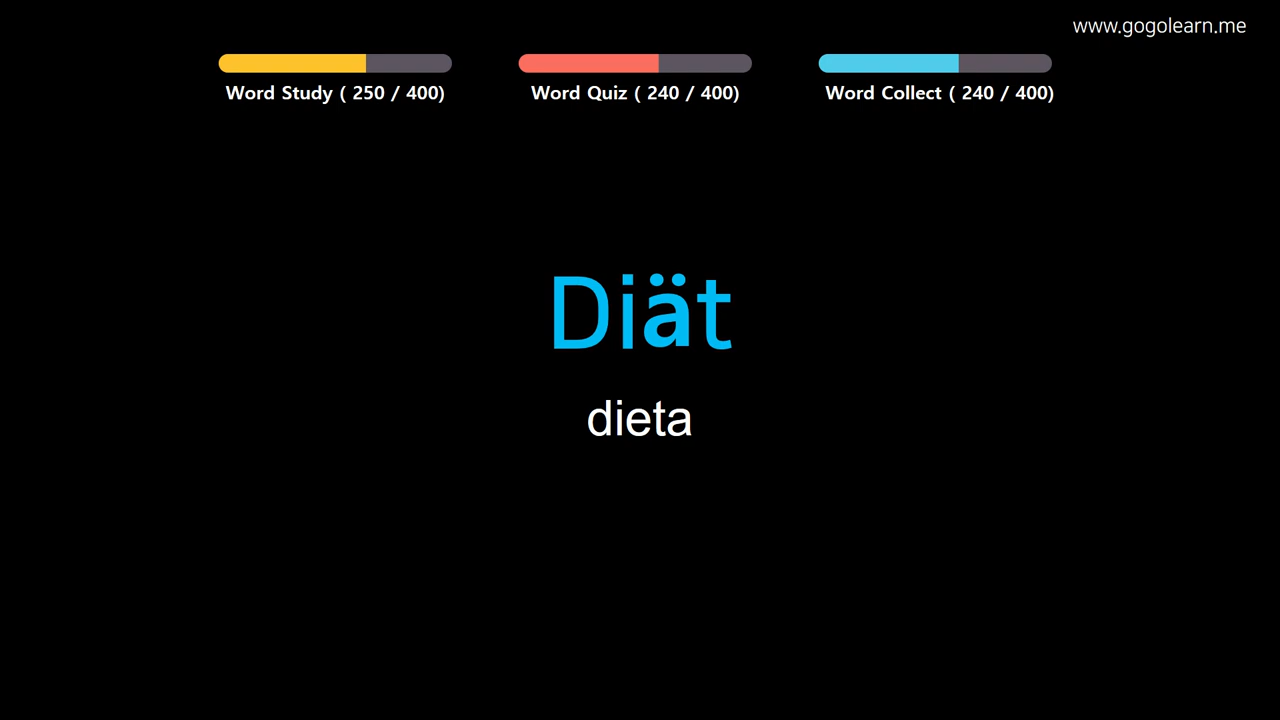 www.gogolearn.me
Word Study ( 250 / 400)
Word Quiz ( 240 / 400)
Word Collect ( 240 / 400)
Diät
dieta